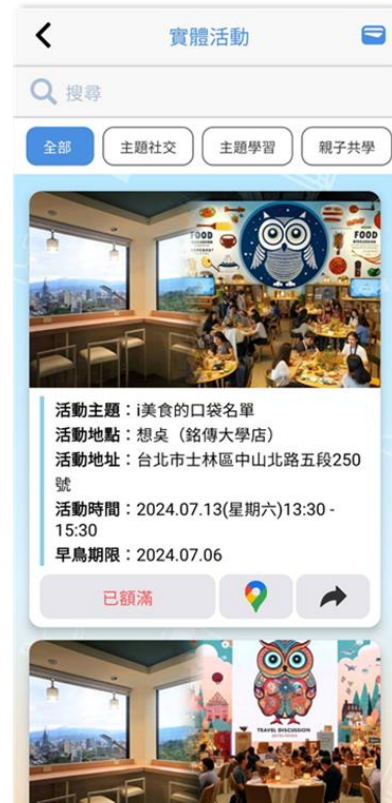 實體活動
搜尋
全部
主題社交
主題學習
親子共學
FOOD
DISCUSSION
FOOD
活動主題：i美食的口袋名單
活動地點：想奌（銘傳大學店）
活動地址：台北市士林區中山北路五段250
號
活動時間：2024.07.13(星期六)13:30 -
15:30
早鳥期限：2024.07.06
已額滿
TRAVEL DISCUSSION